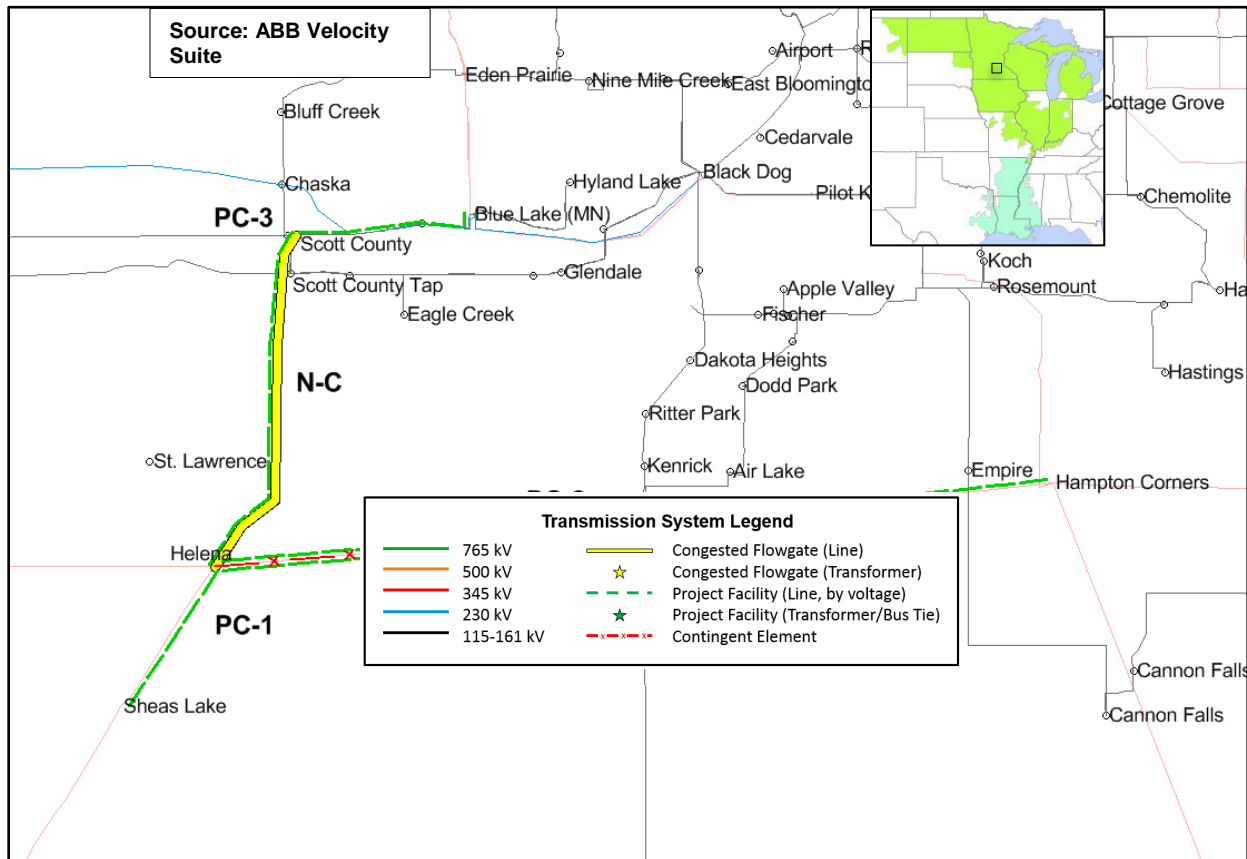 Source: ABB Velocity
Suite
Airport
Eden Prairie
Nine Mile Creek
East Bloomington
Cottage Grove
Bluff Creek
Cedarvale
Black Dog
Chaska
Hyland Lake
Pilot K
Chemolite
PC-3
Blue Lake (MN)
Scott County
Koch
Glendale
Scott County Tap
Apple Valley
Rosemount
Ha
Eagle Creek
Fischer
Dakota Heights
N-C
Hastings
Dodd Park
Ritter Park
St. Lawrence
Kenrick
Air Lake
Empire
Hampton Corners
Transmission System Legend
765 kV
Congested Flowgate (Line)
500 kV
Congested Flowgate (Transformer)
345 kV
Project Facility (Line, by voltage)
230 kV
Project Facility (Transformer/Bus Tie)
115-161 kV
Contingent Element
Helena
PC-1
Cannon Falls
Sheas Lake
Cannon Falls